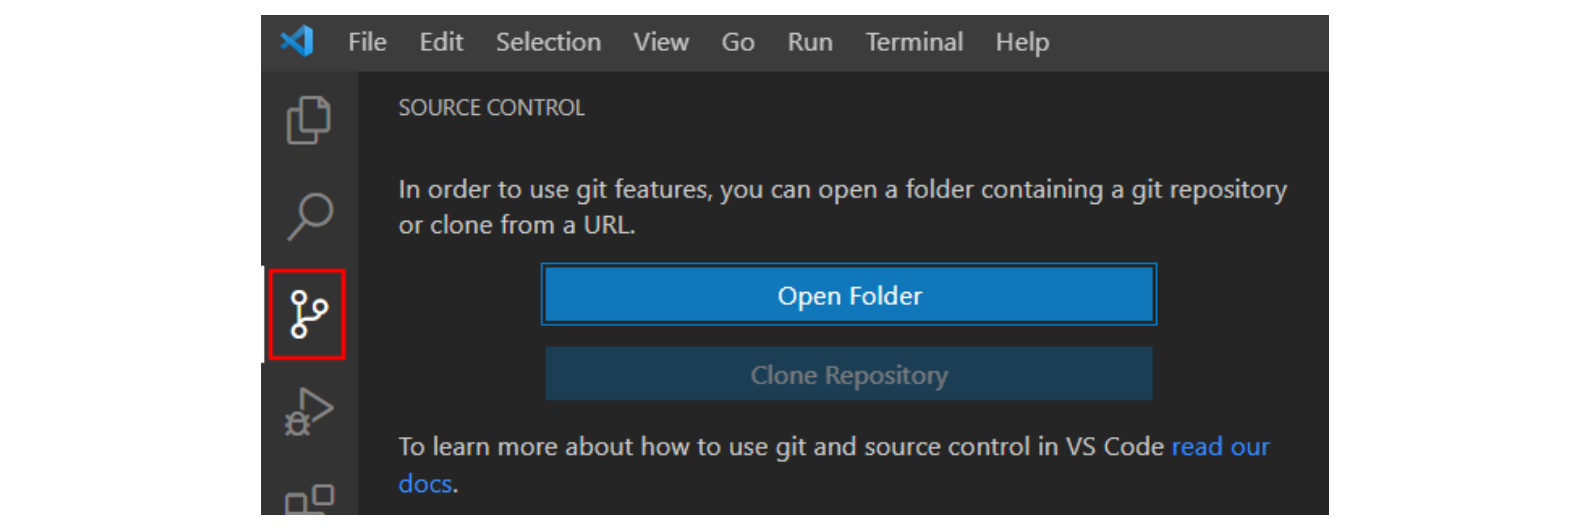 File Edit Selection View Go Run Terminal Help
SOURCE CONTROL
In order to use git features, you can open a folder containing a git repository
or clone from a URL.
Open Folder
Clone Repository
To learn more about how to use git and source control in VS Code read our
docs.